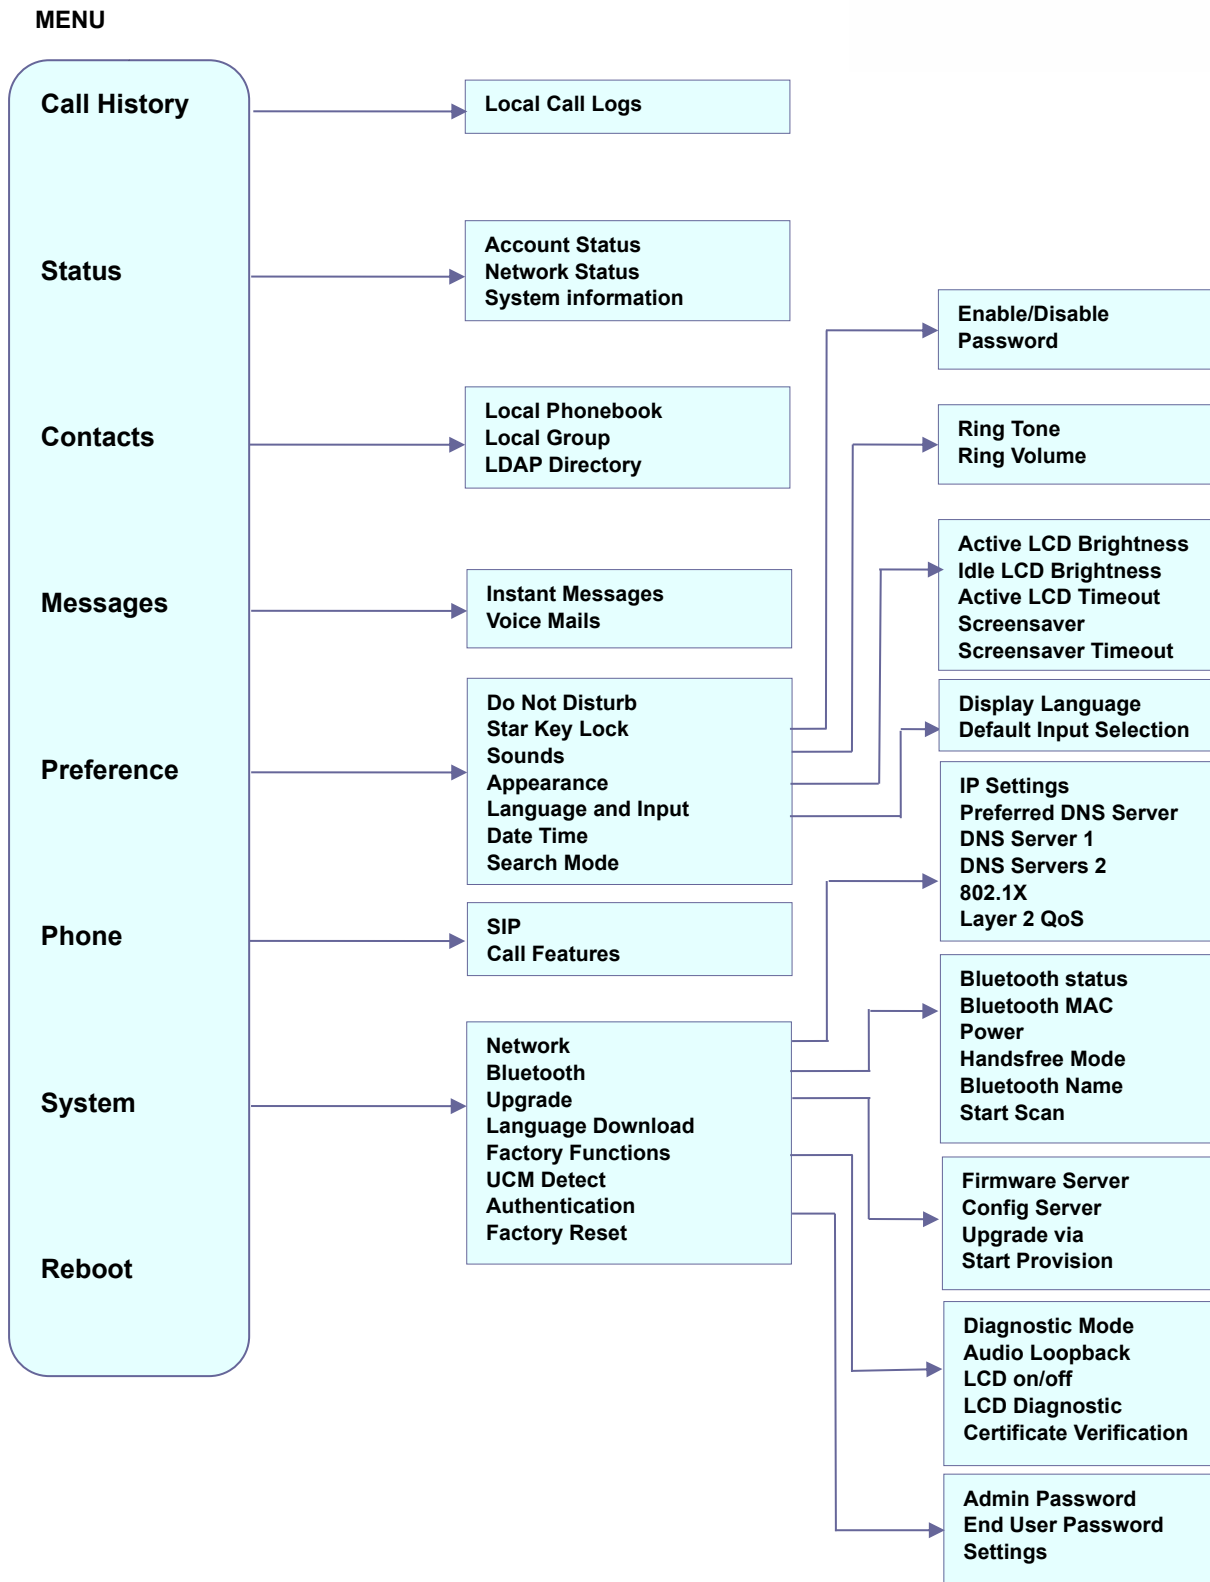 MENU
Call History
Local Call Logs
Status
Account Status
Network Status
System information
Enable/Disable
Password
Contacts
Local Phonebook
Local Group
LDAP Directory
Ring Tone
Ring Volume
Messages
Instant Messages
Voice Mails
Active LCD Brightness
Idle LCD Brightness
Active LCD Timeout
Screensaver
Screensaver Timeout
Preference
Do Not Disturb
Star Key Lock
Sounds
Appearance
Language and Input
Date Time
Search Mode
Display Language
Default Input Selection
IP Settings
Preferred DNS Server
DNS Server 1
DNS Servers 2
802.1X
Layer 2 QoS
Phone
SIP
Call Features
Bluetooth status
Bluetooth MAC
Power
Handsfree Mode
Bluetooth Name
Start Scan
System
Network
Bluetooth
Upgrade
Language Download
Factory Functions
UCM Detect
Authentication
Factory Reset
Firmware Server
Config Server
Upgrade via
Start Provision
Reboot
Diagnostic Mode
Audio Loopback
LCD on/off
LCD Diagnostic
Certificate Verification
Admin Password
End User Password
Settings